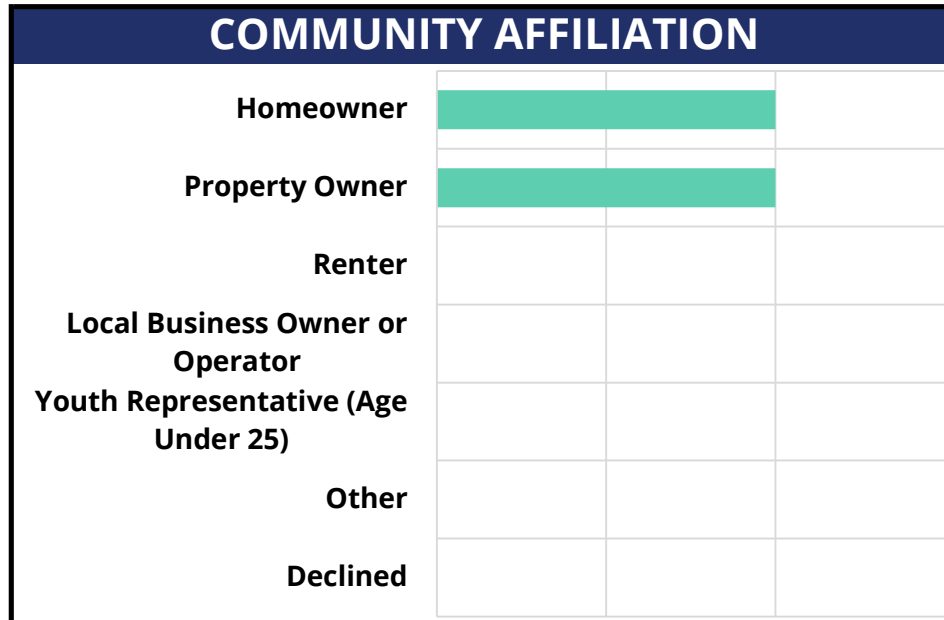 COMMUNITY AFFILIATION
Homeowner
Property Owner
Renter
Local Business Owner or
Operator
Youth Representative (Age
Under 25)
Other
Declined